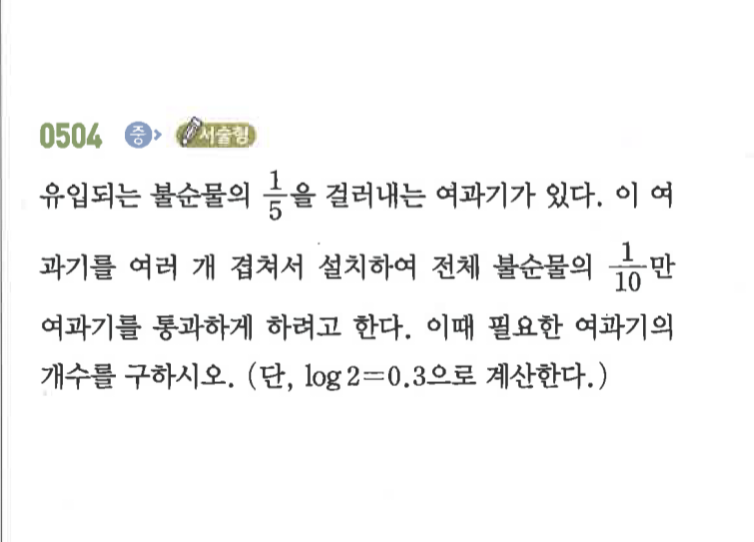 0504 중 서술형
유입되는 불순물의 1/5을 걸러내는 여과기가 있다. 이 여
과기를 여러 개 겹쳐서 설치하여 전체 불순물의 1/10만
여과기를 통과하게 하려고 한다. 이때 필요한 여과기의
개수를 구하시오. (단, log 2=0.3으로 계산한다.)